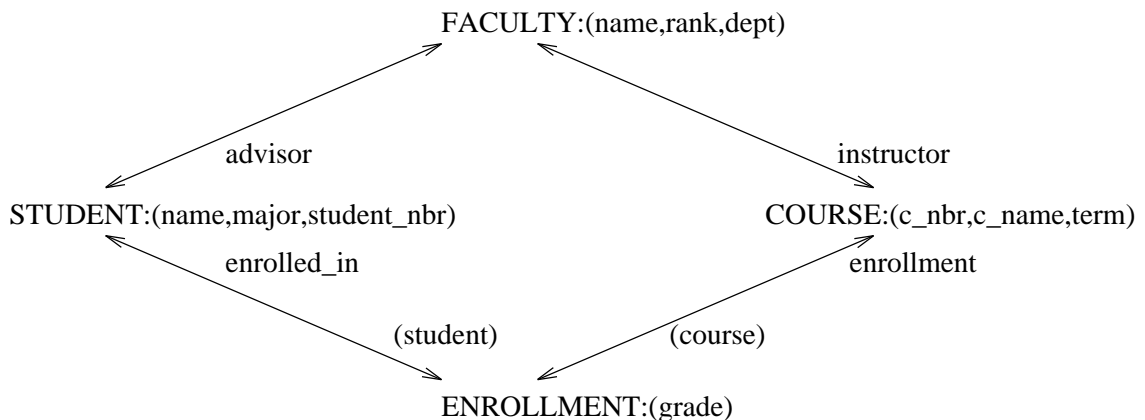 FACULTY:(name,rank,dept)
advisor
instructor
STUDENT:(name,major,student_nbr)
COURSE:(c_nbr,c_name,term)
enrolled_in
enrollment
(student)
(course)
ENROLLMENT:(grade)